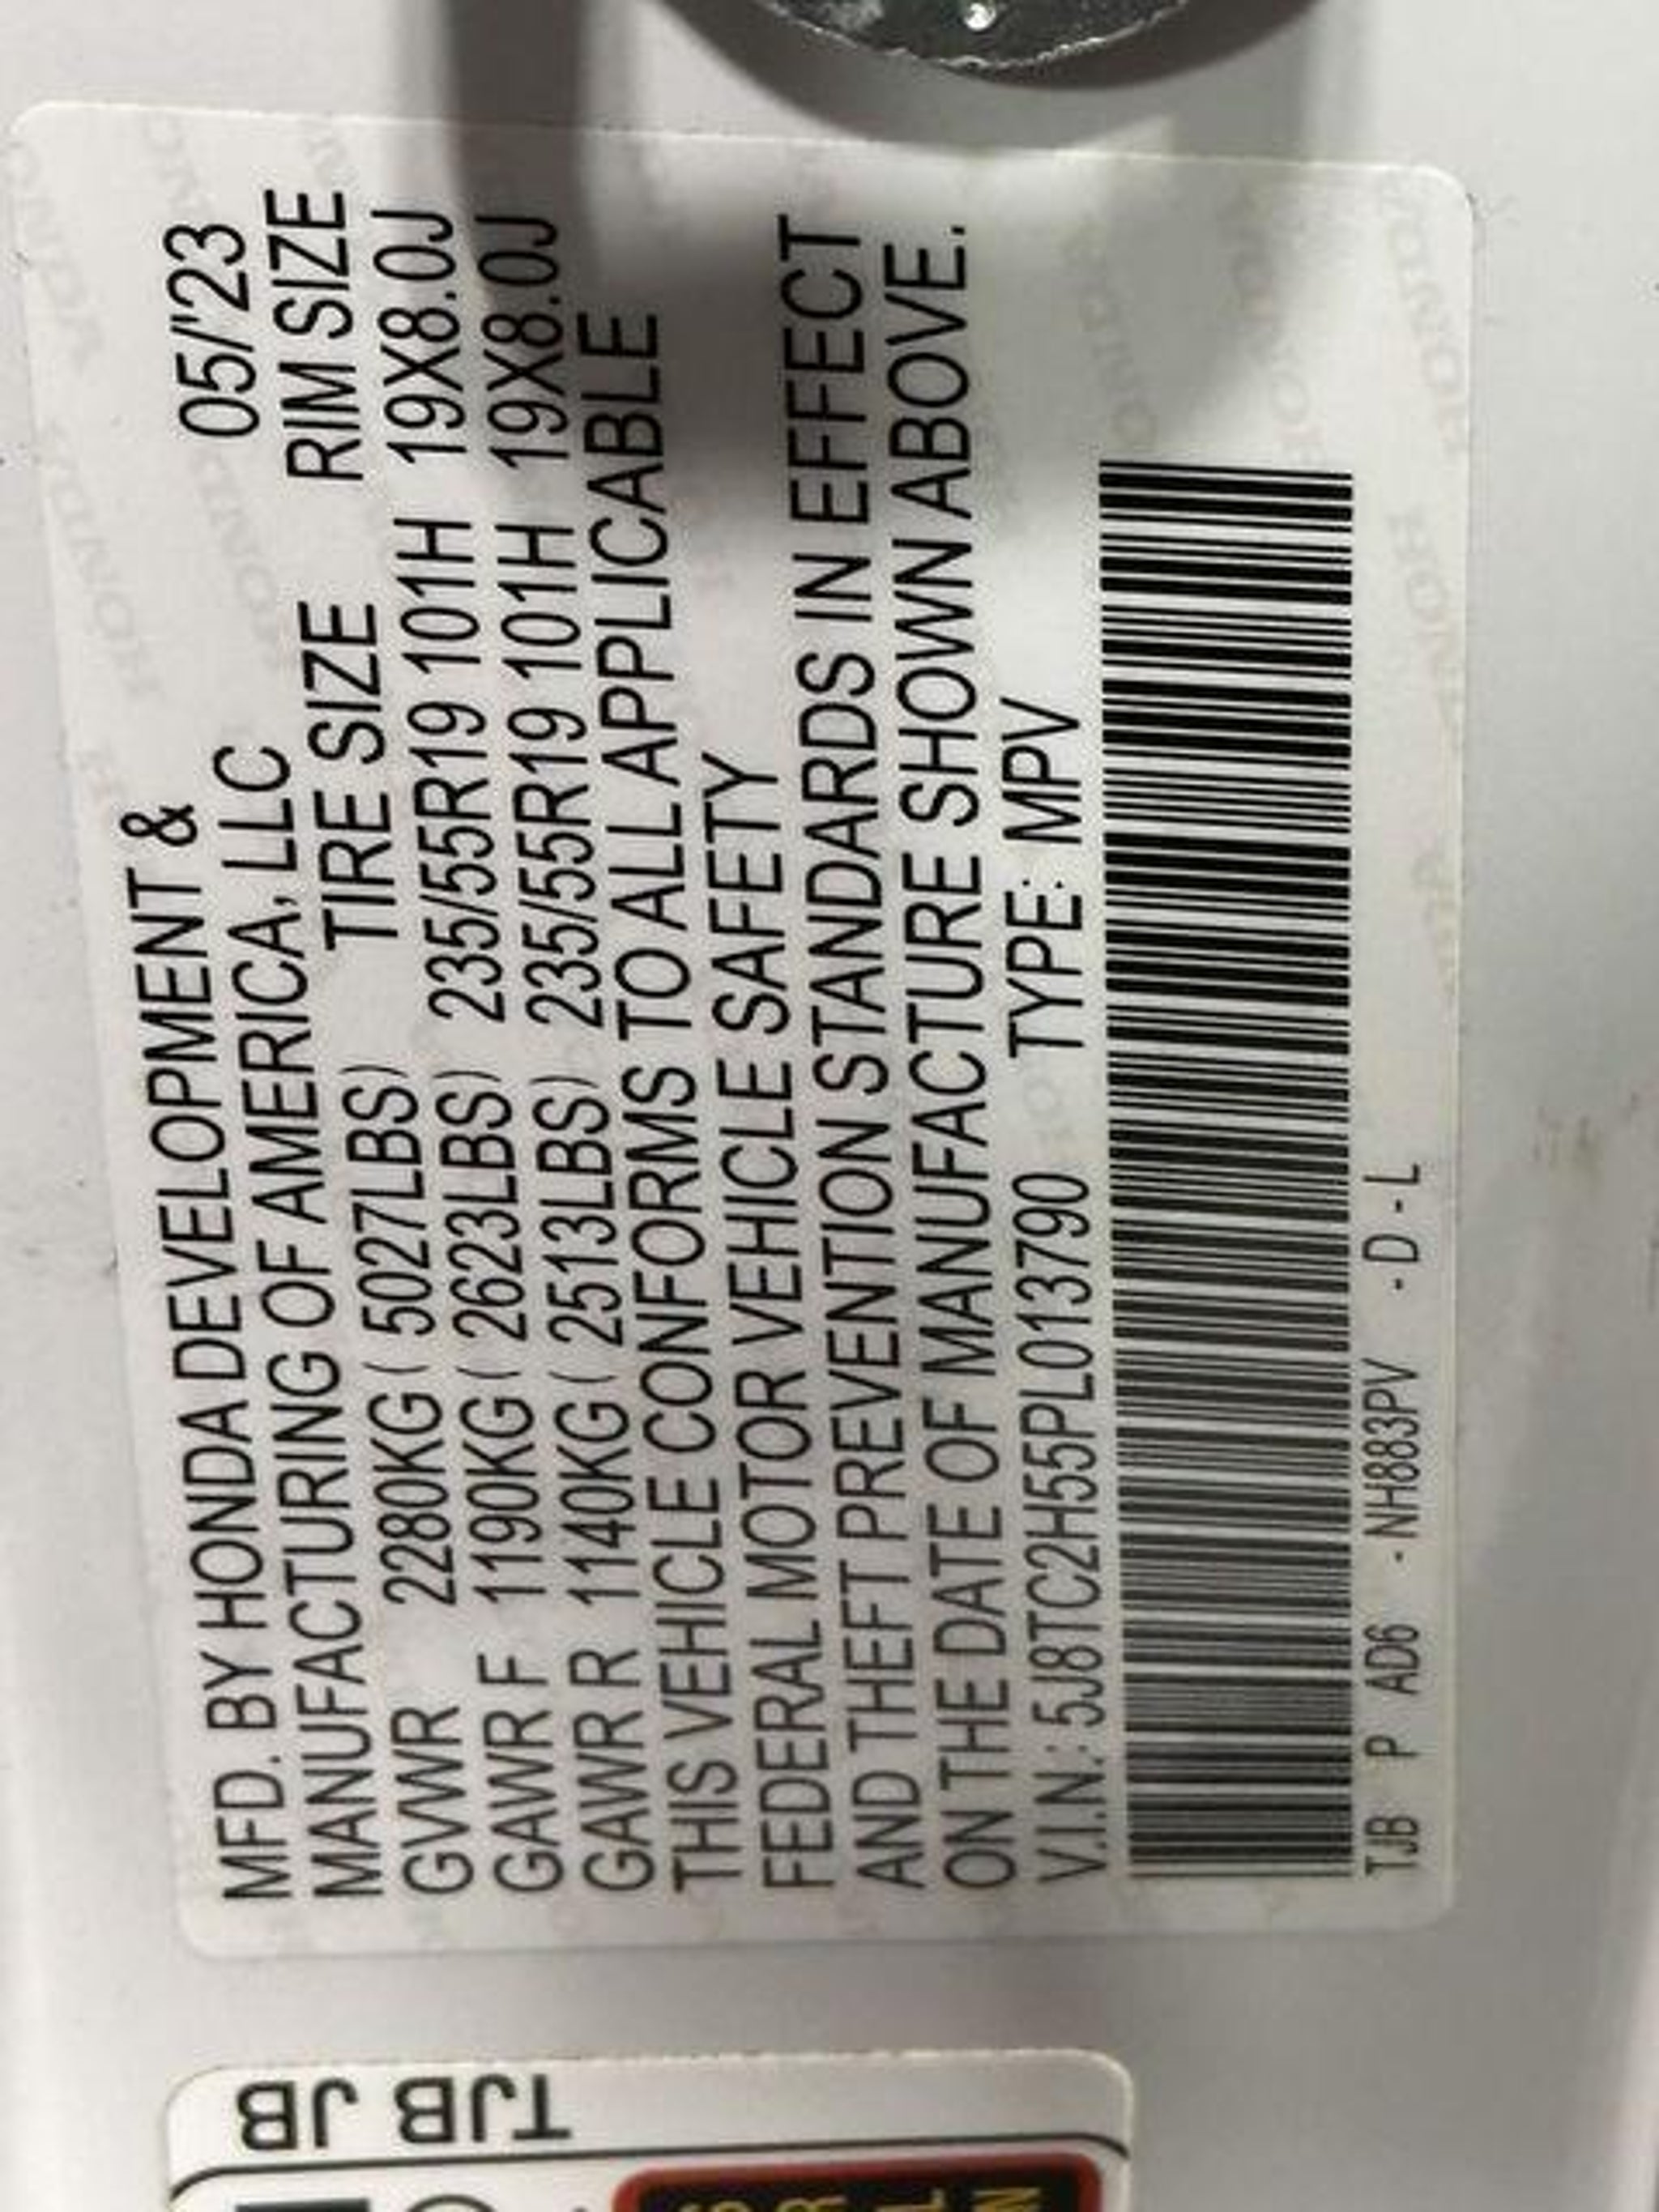 MFD. BY HONDA DEVELOPMENT &
MANUFACTURING OF AMERICA, LLC 05/'23
TIRE SIZE RIM SIZE
GVWR 2280KG ( 5027LBS)
GAWR F 1190KG ( 2623LBS) 235/55R19 101H 19X8.0J
GAWR R 1140KG ( 2513LBS) 235/55R19 101H 19X8.0J
THIS VEHICLE CONFORMS TO ALL APPLICABLE
FEDERAL MOTOR VEHICLE SAFETY
AND THEFT PREVENTION STANDARDS IN EFFECT
ON THE DATE OF MANUFACTURE SHOWN ABOVE.
V.I.N.: 5J8TC2H55PL013790 TYPE: MPV
TJB P AD6 -NH883PV -D-L
TJB JB